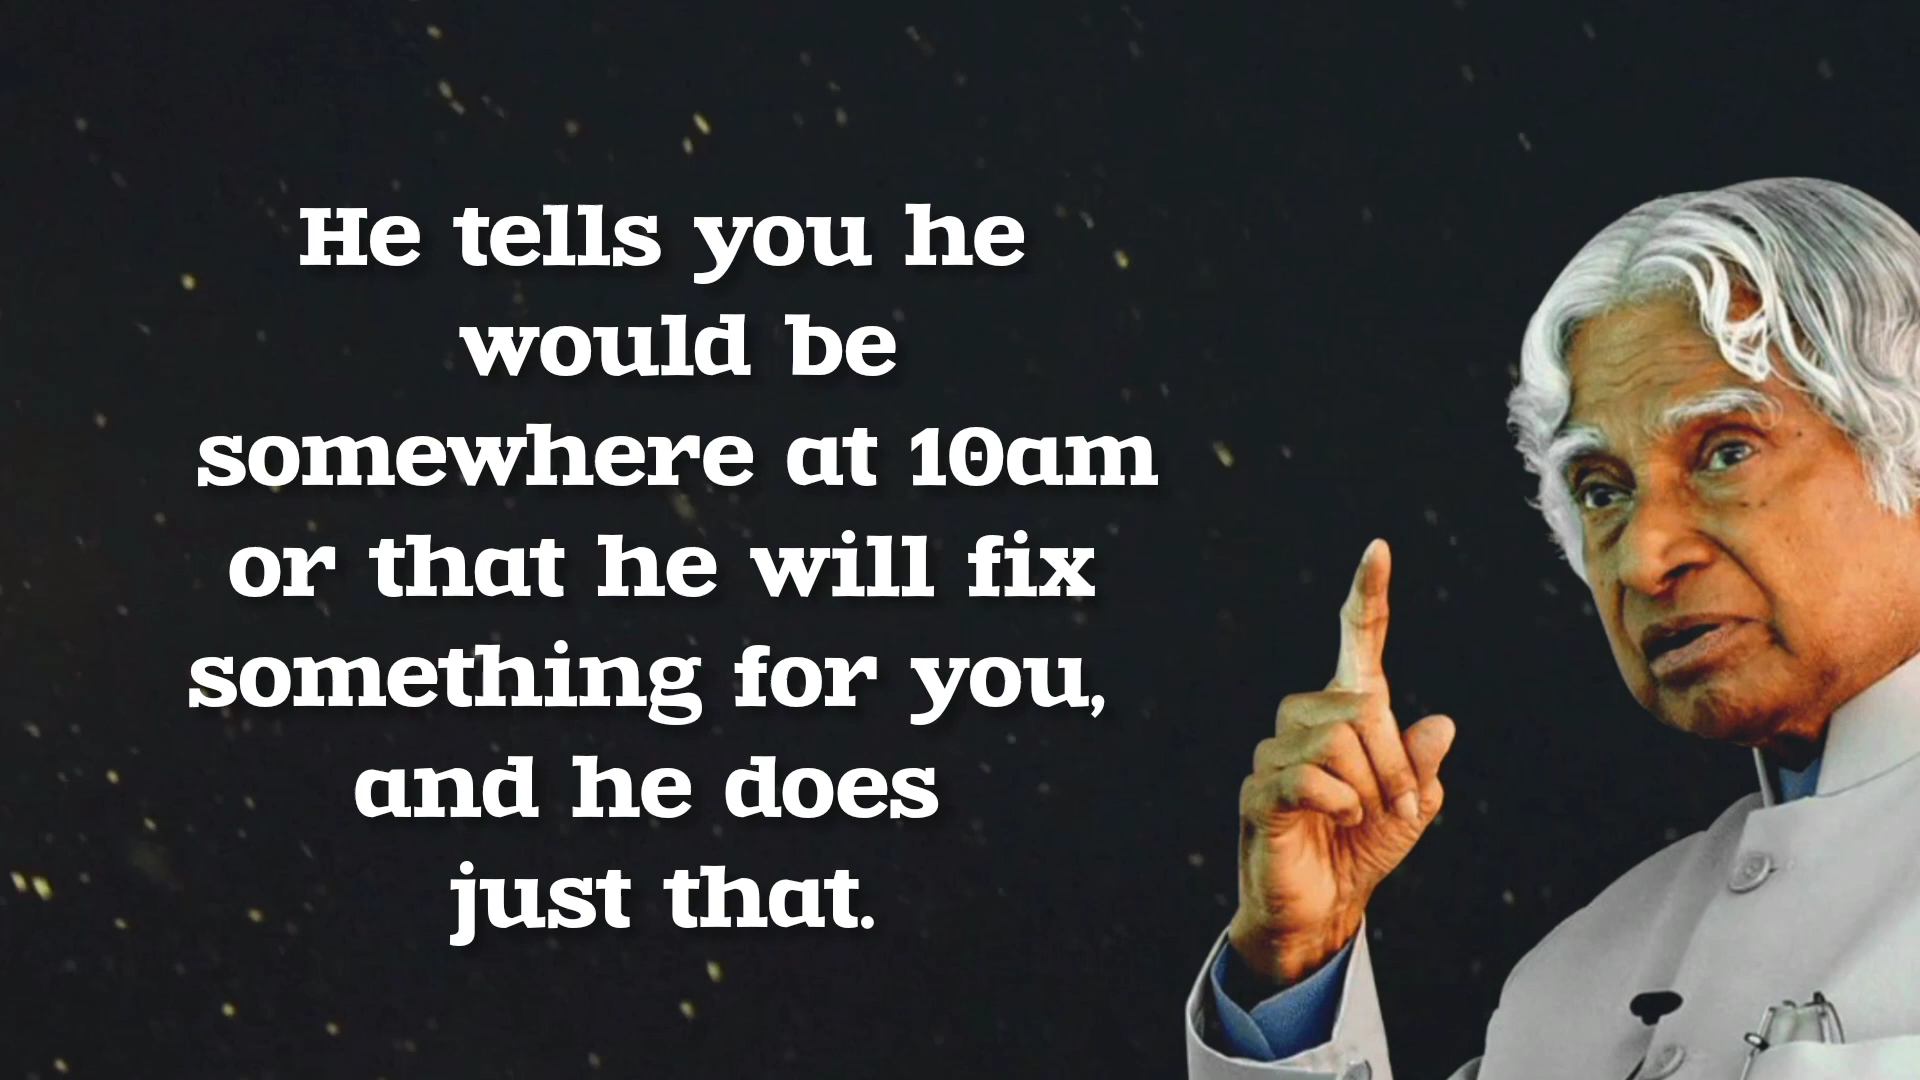 He tells you he
would be
somewhere at 10am
or that he will fix
something for you,
and he does
just that.